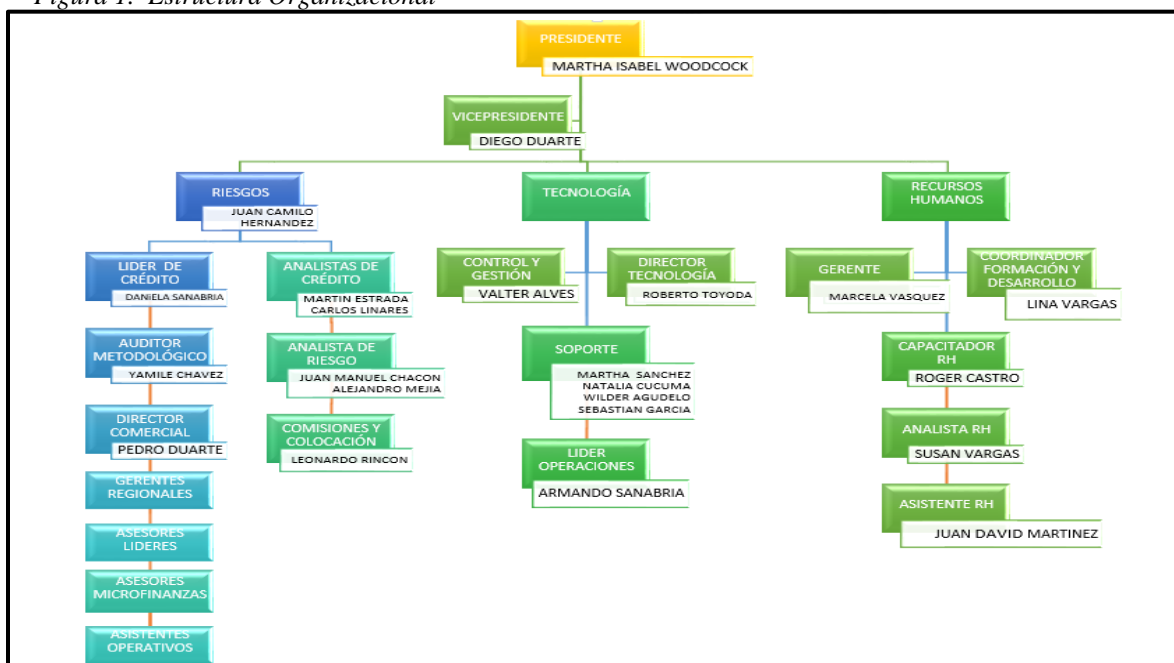 Figura 1. Estructura Organizacional
PRESIDENTE
MARTHA ISABEL WOODCOCK
VICEPRESIDENTE
DIEGO DUARTE
RIESGOS
JUAN CAMILO
HERNANDEZ
LIDER DE
CRÉDITO
DANIELA SANABRIA
AUDITOR
METODOLÓGICO
YAMILE CHAVEZ
DIRECTOR
COMERCIAL
PEDRO DUARTE
GERENTES
REGIONALES
ASESORES
LIDERES
ASESORES
MICROFINANZAS
ASISTENTES
OPERATIVOS
ANALISTAS DE
CRÉDITO
MARTIN ESTRADA
CARLOS LINARES
ANALISTA DE
RIESGO
JUAN MANUEL CHACON
ALEJANDRO MEJIA
COMISIONES Y
COLOCACIÓN
LEONARDO RINCON
TECNOLOGÍA
CONTROL Y
GESTIÓN
VALTER ALVES
DIRECTOR
TECNOLOGÍA
ROBERTO TOYODA
SOPORTE
MARTHA SANCHEZ
NATALIA CUCUMA
WILDER AGUDELO
SEBASTIAN GARCIA
LIDER
OPERACIONES
ARMANDO SANABRIA
RECURSOS
HUMANOS
GERENTE
MARCELA VASQUEZ
COORDINADOR
FORMACIÓN Y
DESARROLLO
LINA VARGAS
CAPACITADOR
RH
ROGER CASTRO
ANALISTA RH
SUSAN VARGAS
ASISTENTE RH
JUAN DAVID MARTINEZ